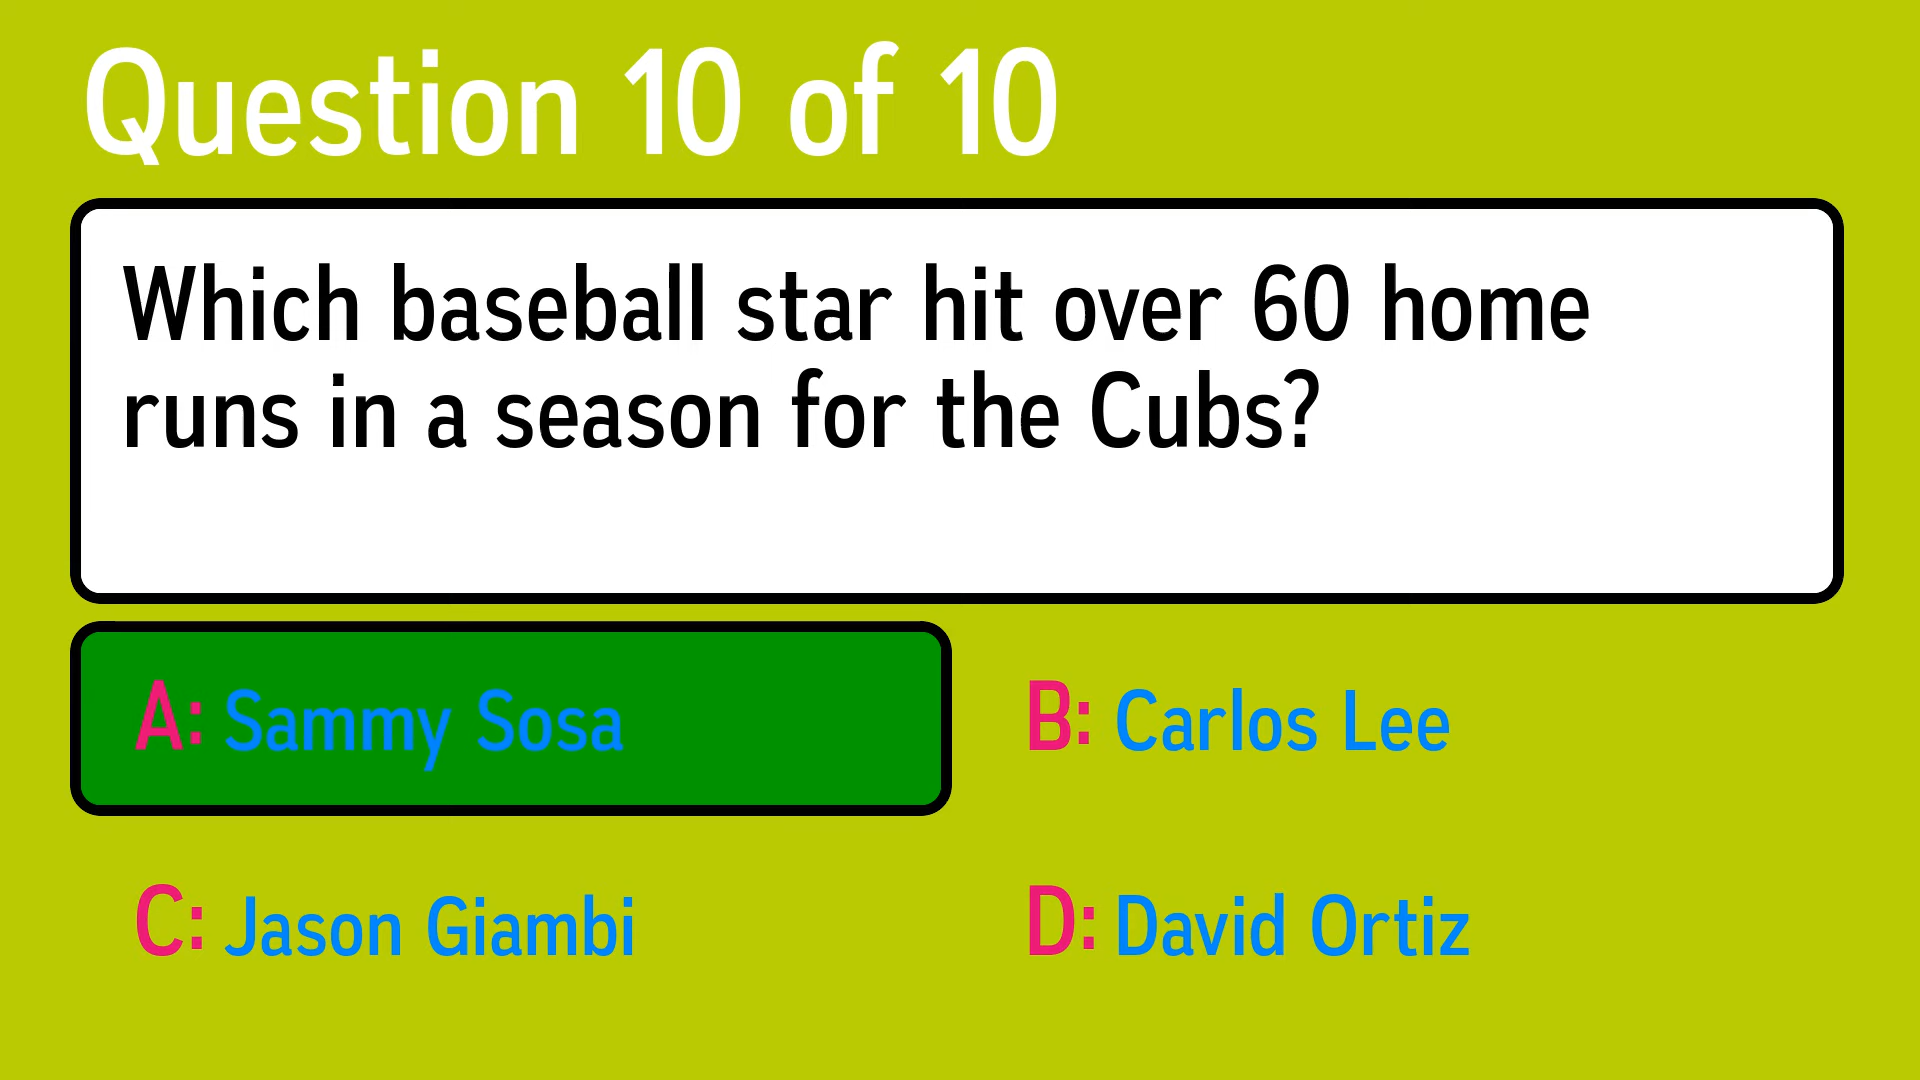 Question 10 of 10
Which baseball star hit over 60 home
runs in a season for the Cubs?
A: Sammy Sosa
B: Carlos Lee
C: Jason Giambi
D: David Ortiz